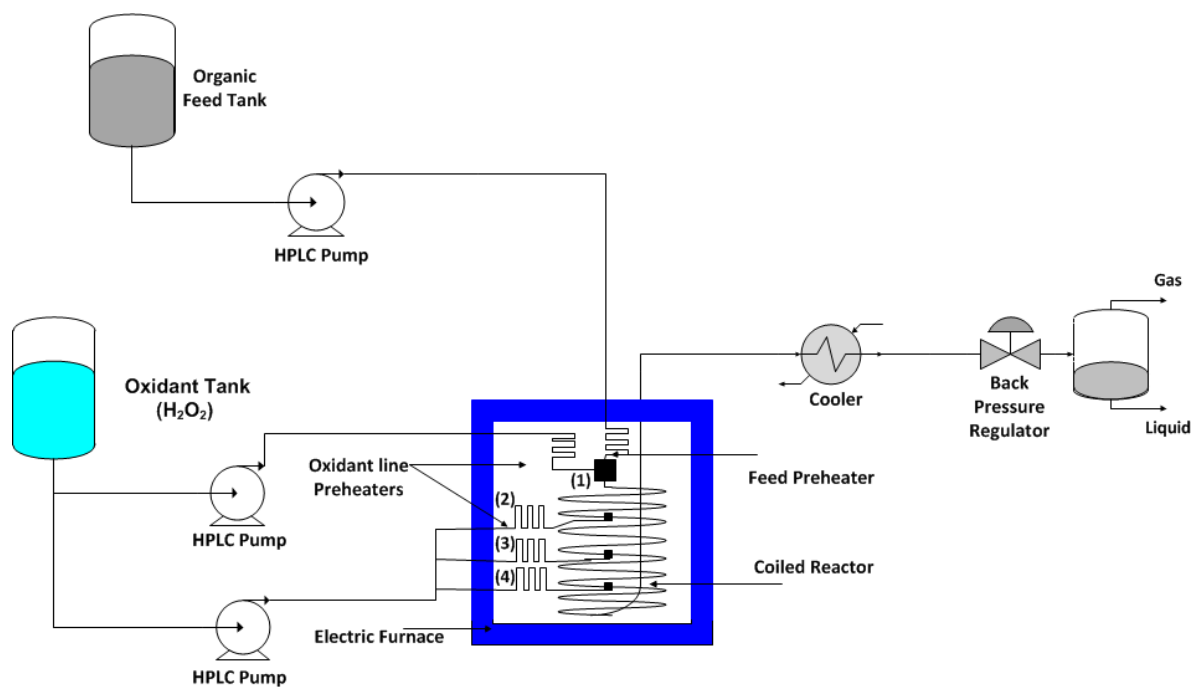 Organic
Feed Tank
HPLC Pump
Gas
Oxidant Tank
(H₂O₂)
Cooler
Back
Pressure
Regulator
Liquid
Oxidant line
Preheaters
(1)
Feed Preheater
(2)
HPLC Pump
(3)
(4)
Coiled Reactor
Electric Furnace
HPLC Pump